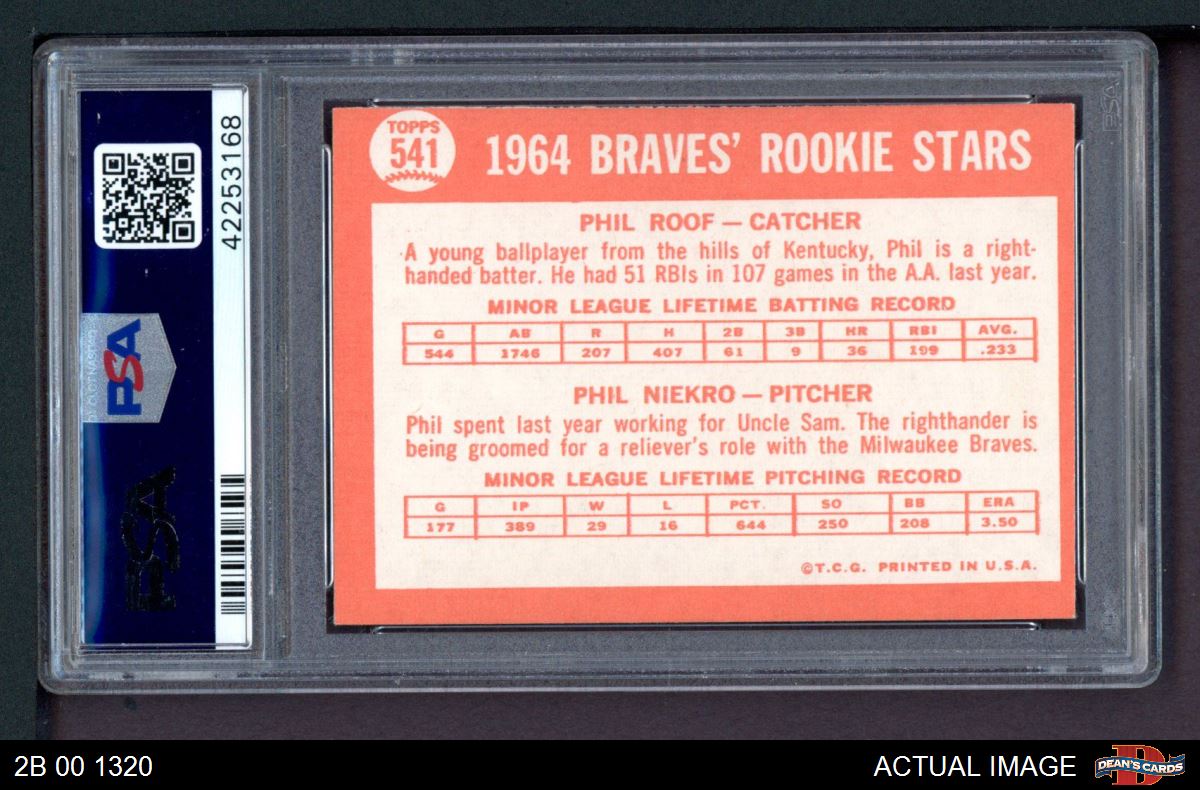 42253168
PSA
PSA
TOPPS
541
1964 BRAVES' ROOKIE STARS
PHIL ROOF — CATCHER
A young ballplayer from the hills of Kentucky, Phil is a right-
handed batter. He had 51 RBIs in 107 games in the A.A. last year.
MINOR LEAGUE LIFETIME BATTING RECORD
G AB R H 2B 3B HR RBI AVG.
544 1746 207 407 61 9 36 199 .233
PHIL NIEKRO — PITCHER
Phil spent last year working for Uncle Sam. The righthander is
being groomed for a reliever's role with the Milwaukee Braves.
MINOR LEAGUE LIFETIME PITCHING RECORD
G IP W L PCT. SO BB ERA
177 389 29 16 644 250 208 3.50
©T.C.G. PRINTED IN U.S.A.
PSA
2B 00 1320
ACTUAL IMAGE
D
DEAN'S CARDS